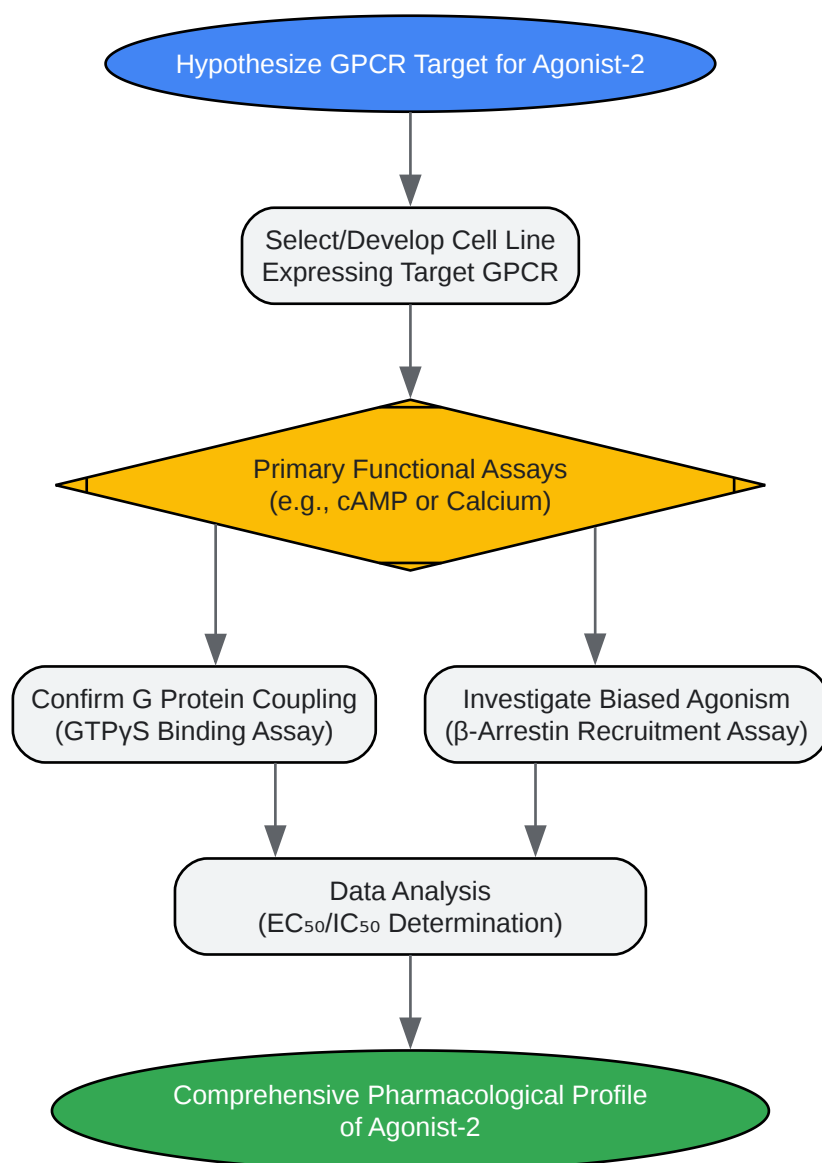 Hypothesize GPCR Target for Agonist-2
Select/Develop Cell Line
Expressing Target GPCR
Primary Functional Assays
(e.g., cAMP or Calcium)
Confirm G Protein Coupling
(GTPγS Binding Assay)
Investigate Biased Agonism
(β-Arrestin Recruitment Assay)
Data Analysis
(EC₅₀/IC₅₀ Determination)
Comprehensive Pharmacological Profile
of Agonist-2